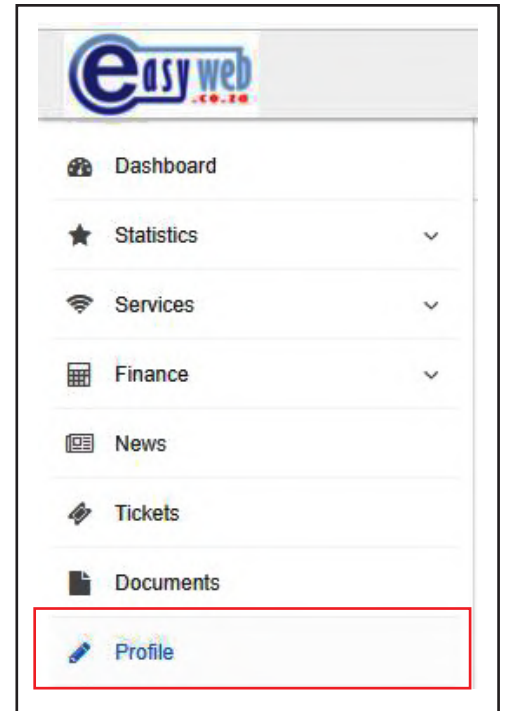 easy web
.co.za
Dashboard
Statistics
Services
Finance
News
Tickets
Documents
Profile